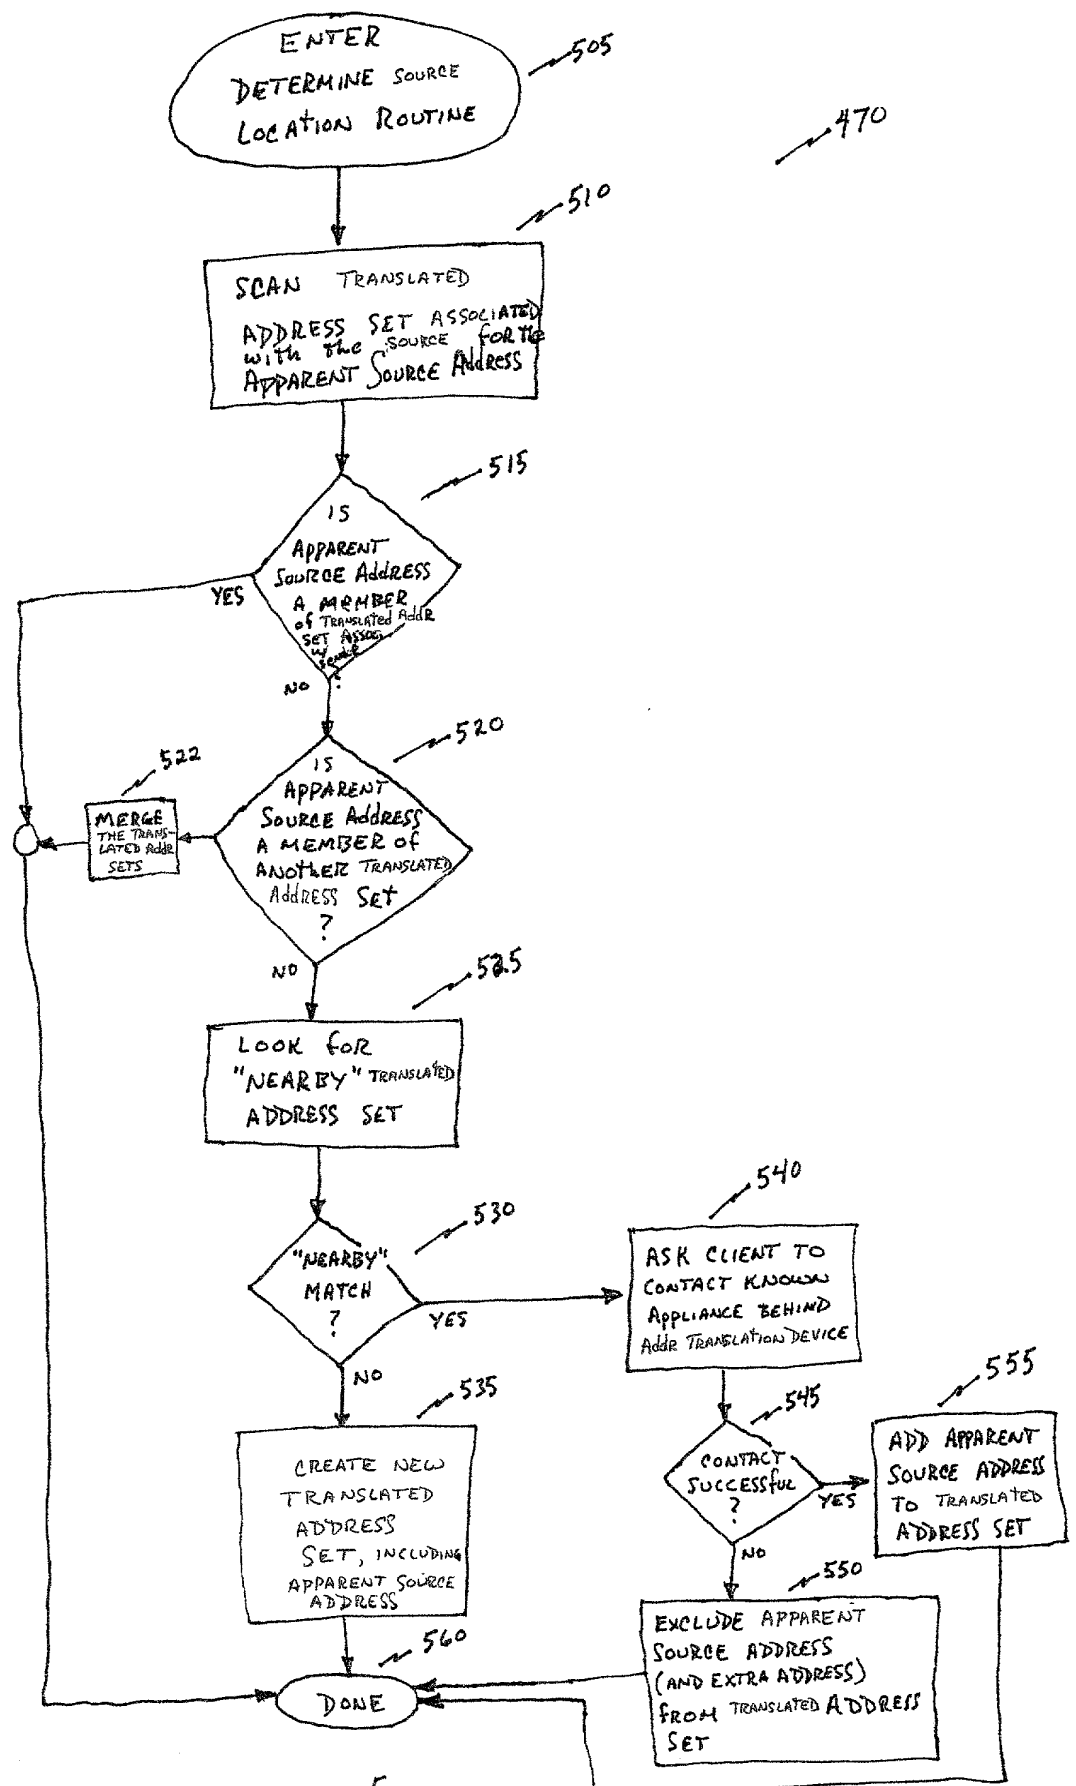 ENTER
DETERMINE SOURCE
LOCATION ROUTINE
505
470
510
SCAN TRANSLATED
ADDRESS SET ASSOCIATED
with the SOURCE FOR the
APPARENT SOURCE Address
515
IS
APPARENT
SOURCE Address
A MEMBER
of TRANSLATED Addr
SET ASSOC.
w/
source
?
YES
NO
520
IS
APPARENT
SOURCE Address
A MEMBER of
ANOTHER TRANSLATED
Address SET
?
522
MERGE
THE TRANS-
LATED Addr
SETS
NO
525
LOOK FOR
"NEARBY" TRANSLATED
ADDRESS SET
530
"NEARBY"
MATCH
?
YES
NO
540
ASK CLIENT TO
CONTACT KNOWN
APPLIANCE BEHIND
Addr TRANSLATION DEVICE
545
CONTACT
SUCCESSFUL
?
YES
NO
555
ADD APPARENT
SOURCE ADDRESS
TO TRANSLATED
ADDRESS SET
535
CREATE NEW
TRANSLATED
ADDRESS
SET, INCLUDING
APPARENT SOURCE
ADDRESS
550
EXCLUDE APPARENT
SOURCE ADDRESS
(AND EXTRA ADDRESS)
FROM TRANSLATED ADDRESS
SET
560
DONE